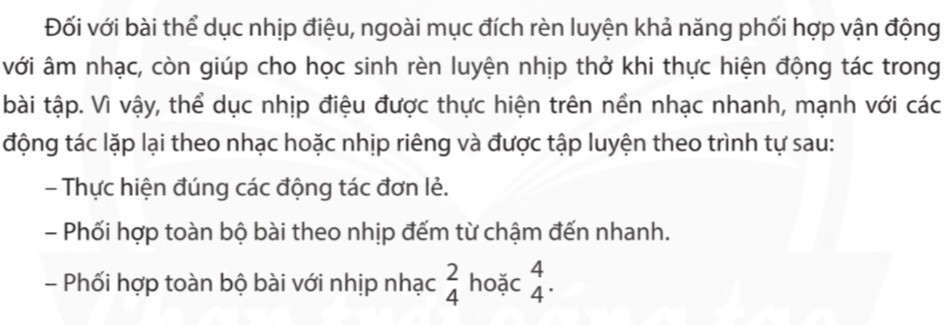 Đối với bài thể dục nhịp điệu, ngoài mục đích rèn luyện khả năng phối hợp vận động
với âm nhạc, còn giúp cho học sinh rèn luyện nhịp thở khi thực hiện động tác trong
bài tập. Vì vậy, thể dục nhịp điệu được thực hiện trên nền nhạc nhanh, mạnh với các
động tác lặp lại theo nhạc hoặc nhịp riêng và được tập luyện theo trình tự sau:
– Thực hiện đúng các động tác đơn lẻ.
– Phối hợp toàn bộ bài theo nhịp đếm từ chậm đến nhanh.
– Phối hợp toàn bộ bài với nhịp nhạc 2/4 hoặc 4/4.
Chân trời sáng tạo